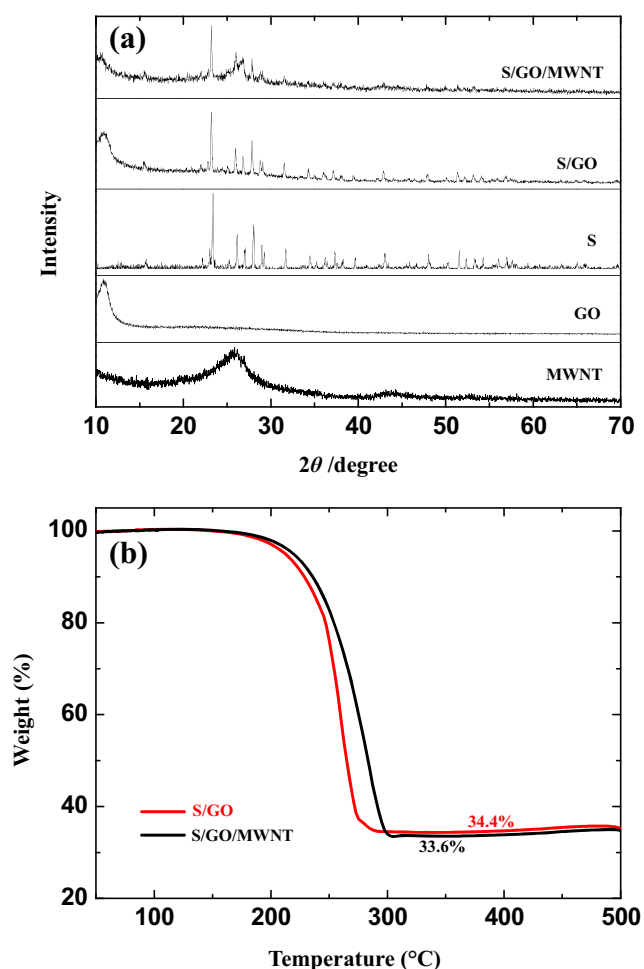 (a)
S/GO/MWNT
S/GO
S
GO
MWNT
Intensity
10 20 30 40 50 60 70
2θ /degree
(b)
100
80
60
40
20
Weight (%)
S/GO
S/GO/MWNT
34.4%
33.6%
100 200 300 400 500
Temperature (°C)